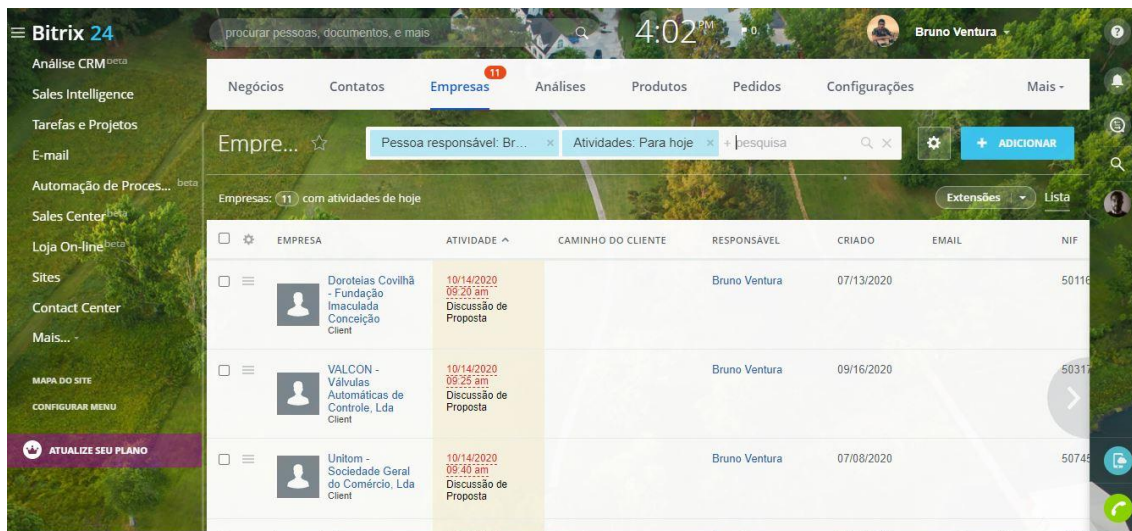 Bitrix 24
procurar pessoas, documentos, e mais
4:02 PM
0
Bruno Ventura
Análise CRM beta
Sales Intelligence
Tarefas e Projetos
E-mail
Automação de Proces... beta
Sales Center beta
Loja On-line beta
Sites
Contact Center
Mais...
MAPA DO SITE
CONFIGURAR MENU
ATUALIZE SEU PLANO
Negócios
Contatos
Empresas
11
Análises
Produtos
Pedidos
Configurações
Mais
Empre...
Pessoa responsável: Br... ×
Atividades: Para hoje ×
+ pesquisa
+ ADICIONAR
Empresas: 11 com atividades de hoje
Extensões
Lista
EMPRESA
ATIVIDADE
CAMINHO DO CLIENTE
RESPONSÁVEL
CRIADO
EMAIL
NIF
Doroteias Covilhã
- Fundação
Imaculada
Conceição
Client
10/14/2020
09:20 am
Discussão de
Proposta
Bruno Ventura
07/13/2020
50116
VALCON -
Válvulas
Automáticas de
Controle, Lda
Client
10/14/2020
09:25 am
Discussão de
Proposta
Bruno Ventura
09/16/2020
50317
Unitom -
Sociedade Geral
do Comércio, Lda
Client
10/14/2020
09:40 am
Discussão de
Proposta
Bruno Ventura
07/08/2020
50745